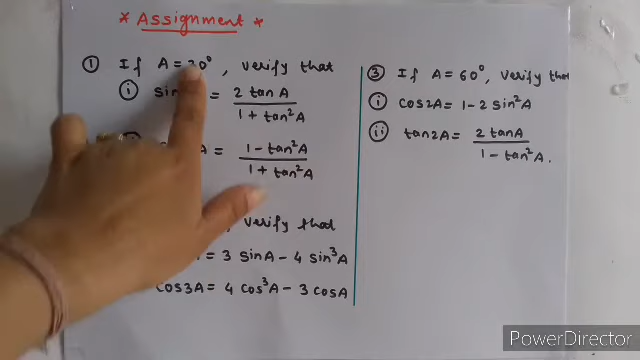 * Assignment *
① If A = 30°, verify that
ⓘ sin = 2 tan A / 1 + tan²A
A = 1 - tan²A / 1 + tan²A
, verify that
A = 3 sinA - 4 sin³A
cos3A = 4 cos³A - 3 cosA
③ If A = 60°, verify that
ⓘ cos2A = 1 - 2 sin²A
ⓘⓘ tan2A = 2 tanA / 1 - tan²A.
PowerDirector